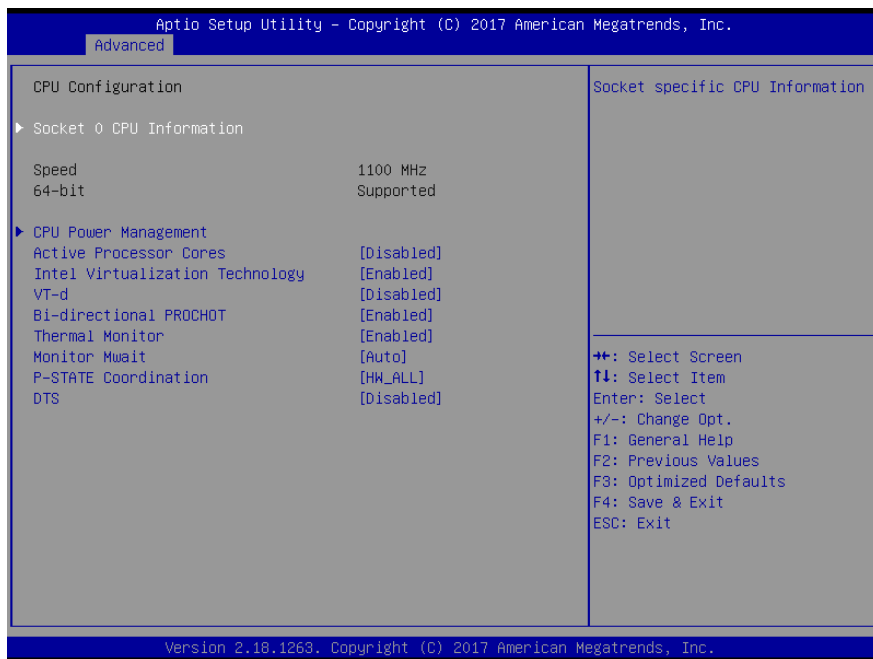 Aptio Setup Utility – Copyright (C) 2017 American Megatrends, Inc.
Advanced
CPU Configuration
Socket 0 CPU Information
Speed 1100 MHz
64-bit Supported
CPU Power Management
Active Processor Cores [Disabled]
Intel Virtualization Technology [Enabled]
VT-d [Disabled]
Bi-directional PROCHOT [Enabled]
Thermal Monitor [Enabled]
Monitor Mwait [Auto]
P-STATE Coordination [HW_ALL]
DTS [Disabled]
Socket specific CPU Information
→←: Select Screen
↑↓: Select Item
Enter: Select
+/-: Change Opt.
F1: General Help
F2: Previous Values
F3: Optimized Defaults
F4: Save & Exit
ESC: Exit
Version 2.18.1263. Copyright (C) 2017 American Megatrends, Inc.